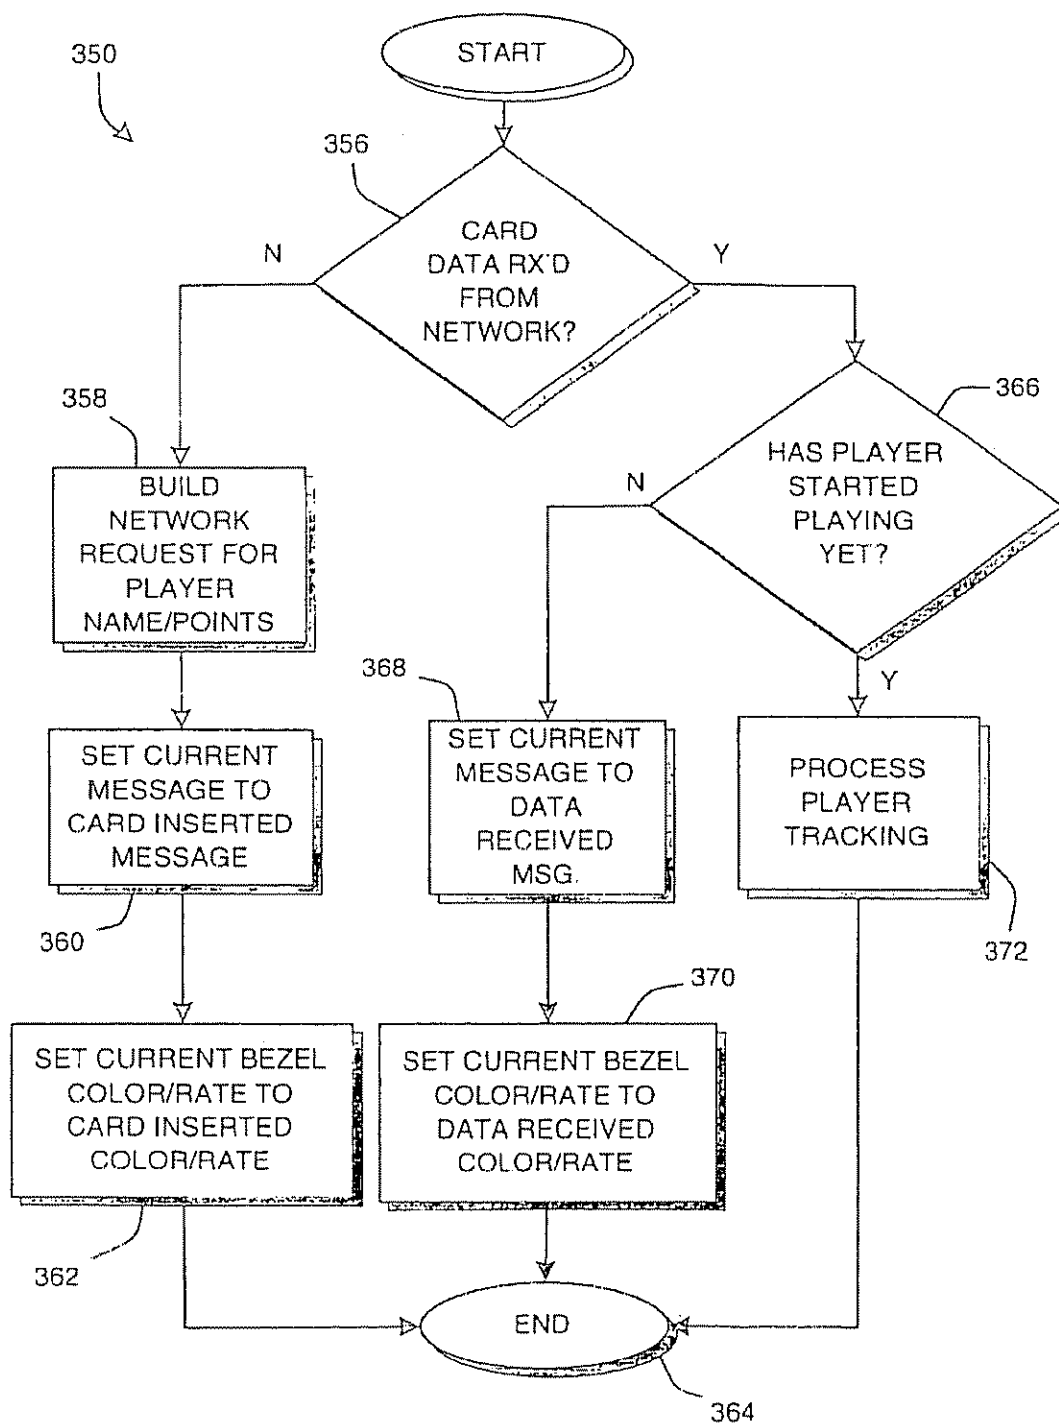 350
START
356
CARD
DATA RX'D
FROM
NETWORK?
N
Y
358
BUILD
NETWORK
REQUEST FOR
PLAYER
NAME/POINTS
366
HAS PLAYER
STARTED
PLAYING
YET?
N
Y
SET CURRENT
MESSAGE TO
CARD INSERTED
MESSAGE
360
368
SET CURRENT
MESSAGE TO
DATA
RECEIVED
MSG.
PROCESS
PLAYER
TRACKING
372
SET CURRENT BEZEL
COLOR/RATE TO
CARD INSERTED
COLOR/RATE
362
370
SET CURRENT BEZEL
COLOR/RATE TO
DATA RECEIVED
COLOR/RATE
END
364